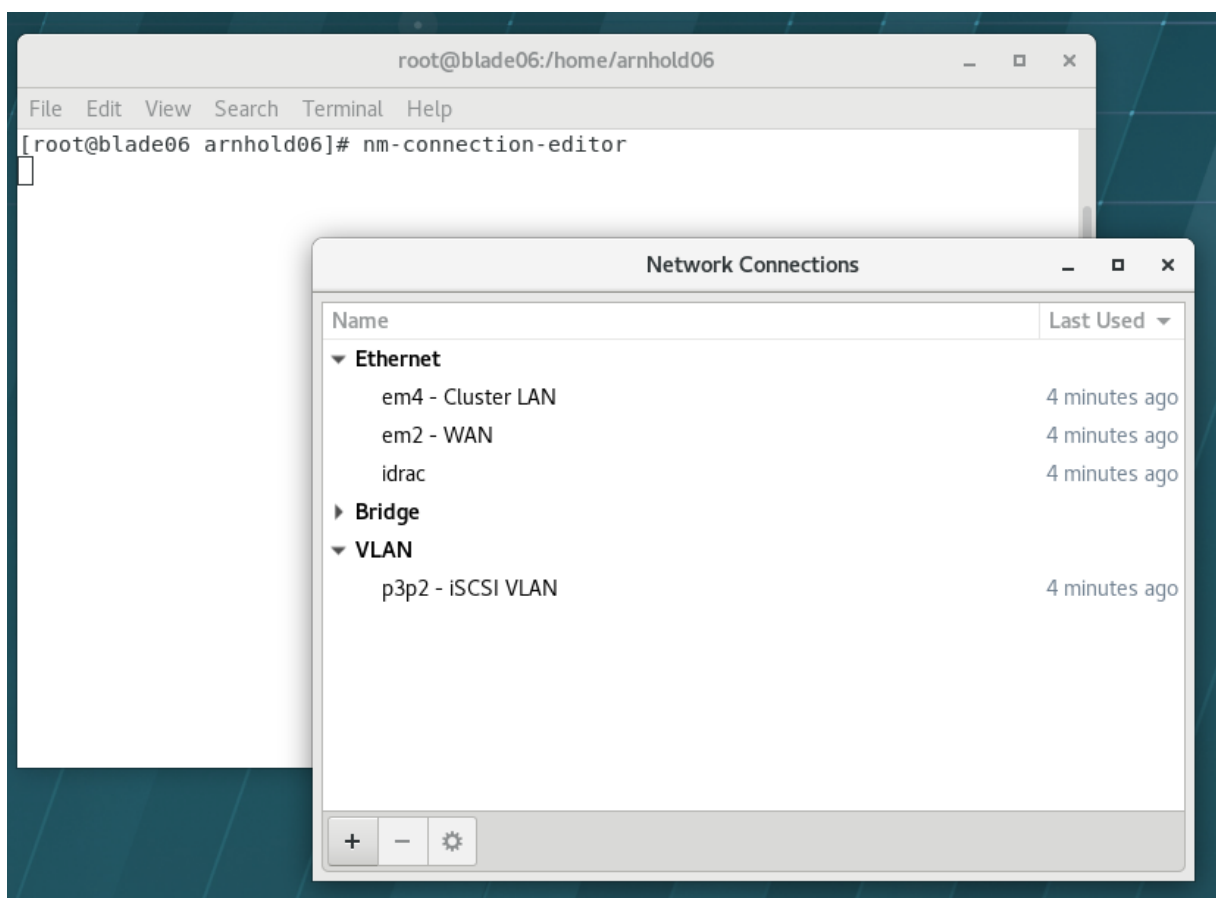 root@blade06:/home/arnhold06
File Edit View Search Terminal Help
[root@blade06 arnhold06]# nm-connection-editor
Network Connections
Name Last Used
Ethernet
em4 - Cluster LAN 4 minutes ago
em2 - WAN 4 minutes ago
idrac 4 minutes ago
Bridge
VLAN
p3p2 - iSCSI VLAN 4 minutes ago